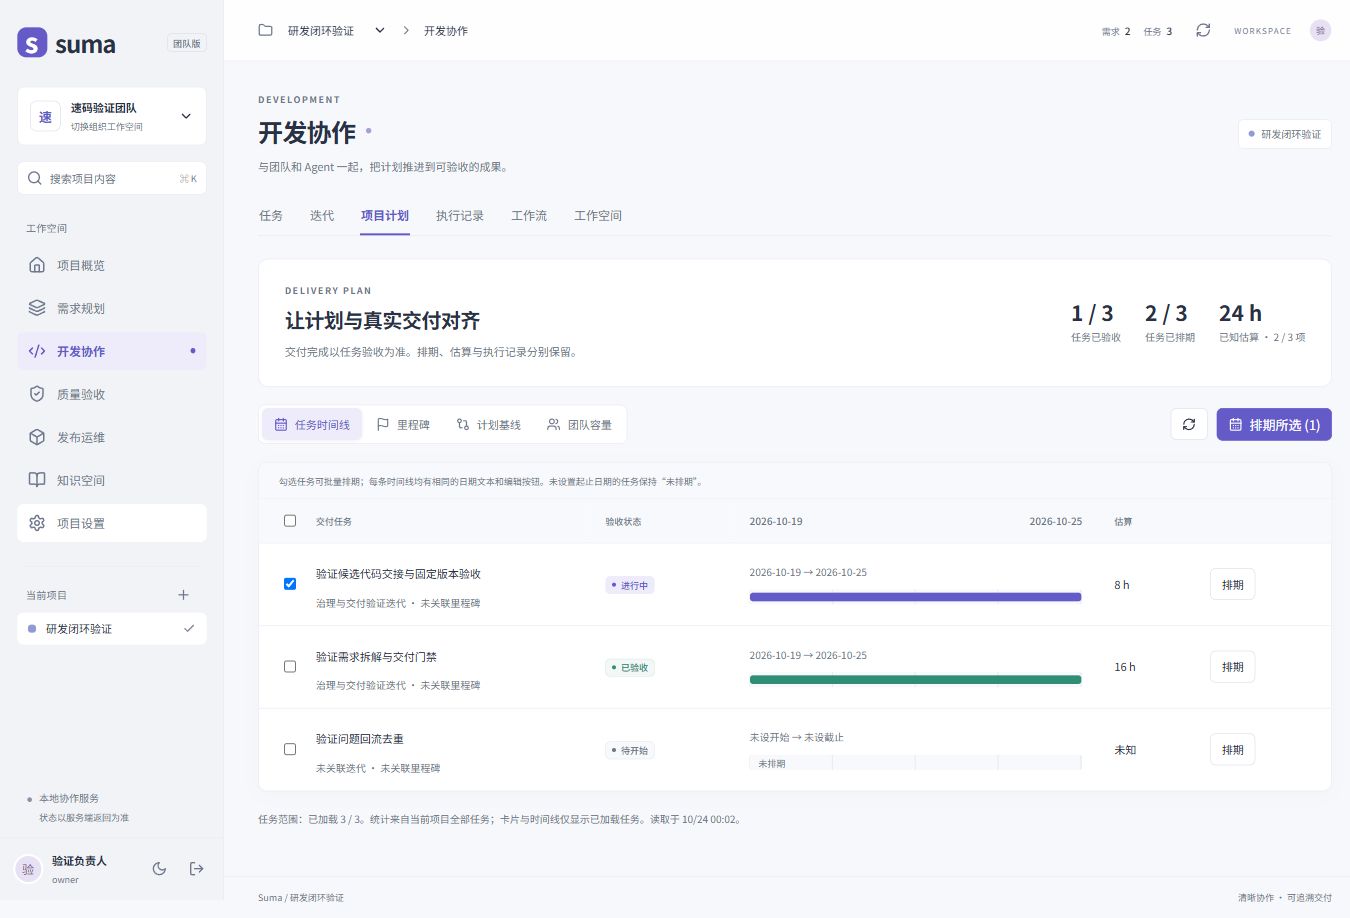 suma
团队版
速
速码验证团队
切换组织工作空间
搜索项目内容
⌘K
工作空间
项目概览
需求规划
开发协作
质量验收
发布运维
知识空间
项目设置
当前项目
研发闭环验证
本地协作服务
状态以服务端返回为准
验
验证负责人
owner
研发闭环验证
开发协作
需求 2 任务 3
WORKSPACE
验
DEVELOPMENT
开发协作
与团队和 Agent 一起，把计划推进到可验收的成果。
研发闭环验证
任务 迭代 项目计划 执行记录 工作流 工作空间
DELIVERY PLAN
让计划与真实交付对齐
交付完成以任务验收为准。排期、估算与执行记录分别保留。
1 / 3 2 / 3 24 h
任务已验收 任务已排期 已知估算 · 2 / 3 项
任务时间线 里程碑 计划基线 团队容量
排期所选 (1)
勾选任务可批量排期；每条时间线均有相同的日期文本和编辑按钮。未设置起止日期的任务保持“未排期”。
交付任务 验收状态 2026-10-19 2026-10-25 估算
验证候选代码交接与固定版本验收
治理与交付验证迭代 · 未关联里程碑
进行中
2026-10-19 → 2026-10-25
8 h
排期
验证需求拆解与交付门禁
治理与交付验证迭代 · 未关联里程碑
已验收
2026-10-19 → 2026-10-25
16 h
排期
验证问题回流去重
未关联迭代 · 未关联里程碑
待开始
未设开始 → 未设截止
未排期
未知
排期
任务范围：已加载 3 / 3。统计来自当前项目全部任务；卡片与时间线仅显示已加载任务。读取于 10/24 00:02。
Suma / 研发闭环验证
清晰协作 · 可追溯交付